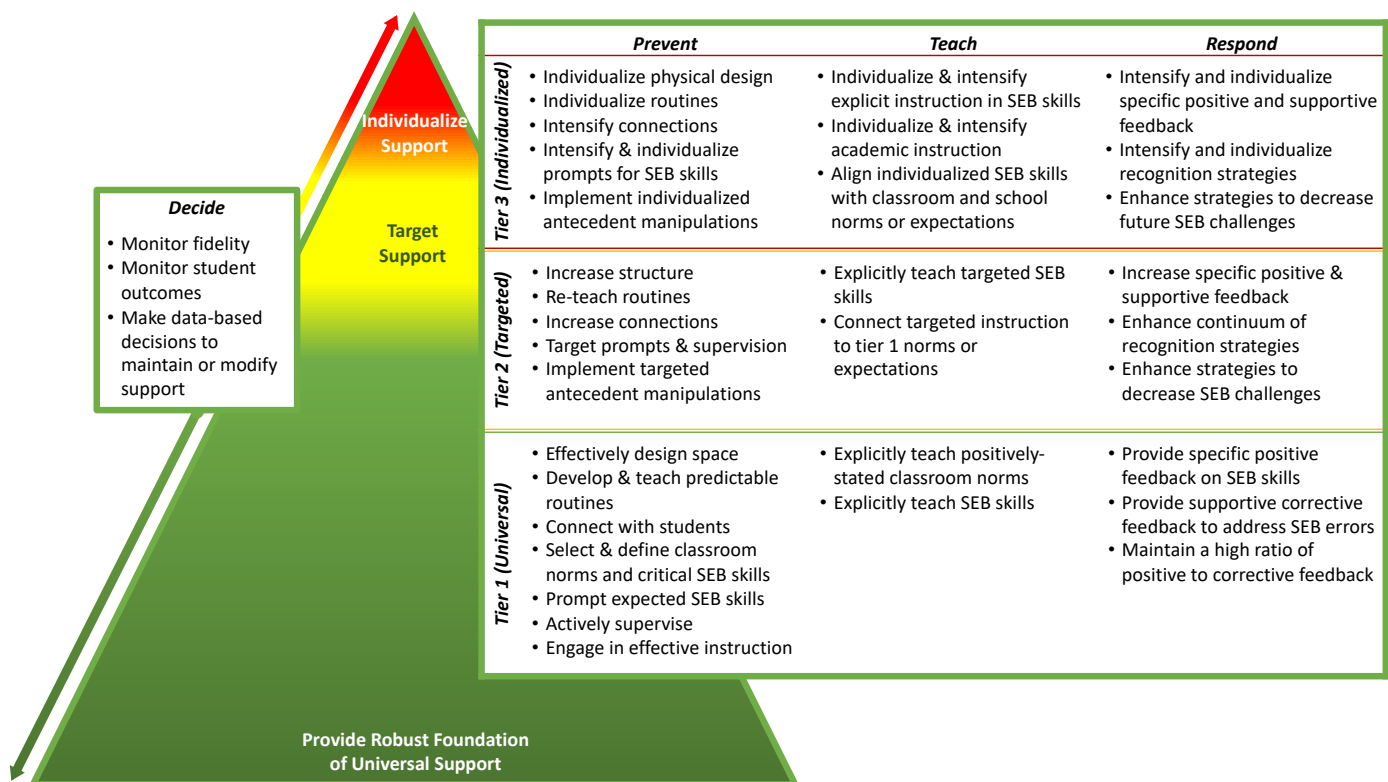 Individualize
Support
Target
Support
Provide Robust Foundation
of Universal Support
Decide
• Monitor fidelity
• Monitor student
outcomes
• Make data-based
decisions to
maintain or modify
support
Prevent
Teach
Respond
Tier 3 (Individualized)
• Individualize physical design
• Individualize routines
• Intensify connections
• Intensify & individualize
prompts for SEB skills
• Implement individualized
antecedent manipulations
• Individualize & intensify
explicit instruction in SEB skills
• Individualize & intensify
academic instruction
• Align individualized SEB skills
with classroom and school
norms or expectations
• Intensify and individualize
specific positive and supportive
feedback
• Intensify and individualize
recognition strategies
• Enhance strategies to decrease
future SEB challenges
Tier 2 (Targeted)
• Increase structure
• Re-teach routines
• Increase connections
• Target prompts & supervision
• Implement targeted
antecedent manipulations
• Explicitly teach targeted SEB
skills
• Connect targeted instruction
to tier 1 norms or
expectations
• Increase specific positive &
supportive feedback
• Enhance continuum of
recognition strategies
• Enhance strategies to
decrease SEB challenges
Tier 1 (Universal)
• Effectively design space
• Develop & teach predictable
routines
• Connect with students
• Select & define classroom
norms and critical SEB skills
• Prompt expected SEB skills
• Actively supervise
• Engage in effective instruction
• Explicitly teach positively-
stated classroom norms
• Explicitly teach SEB skills
• Provide specific positive
feedback on SEB skills
• Provide supportive corrective
feedback to address SEB errors
• Maintain a high ratio of
positive to corrective feedback